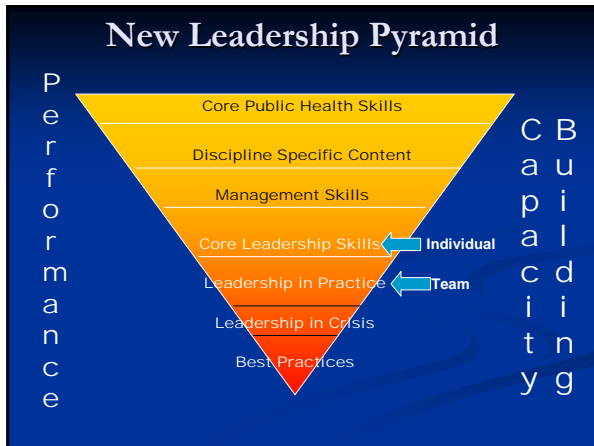 New Leadership Pyramid
Performance
Core Public Health Skills
Discipline Specific Content
Management Skills
Core Leadership Skills
Individual
Leadership in Practice
Team
Leadership in Crisis
Best Practices
Capacity
Building